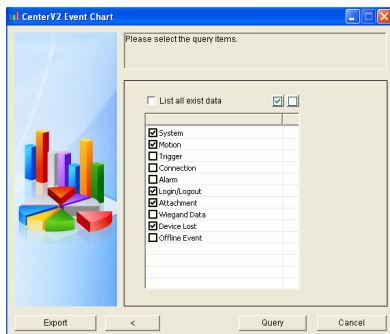 CenterV2 Event Chart
Please select the query items.
List all exist data
System
Motion
Trigger
Connection
Alarm
Login/Logout
Attachment
Wiegand Data
Device Lost
Offline Event
Export
<
Query
Cancel